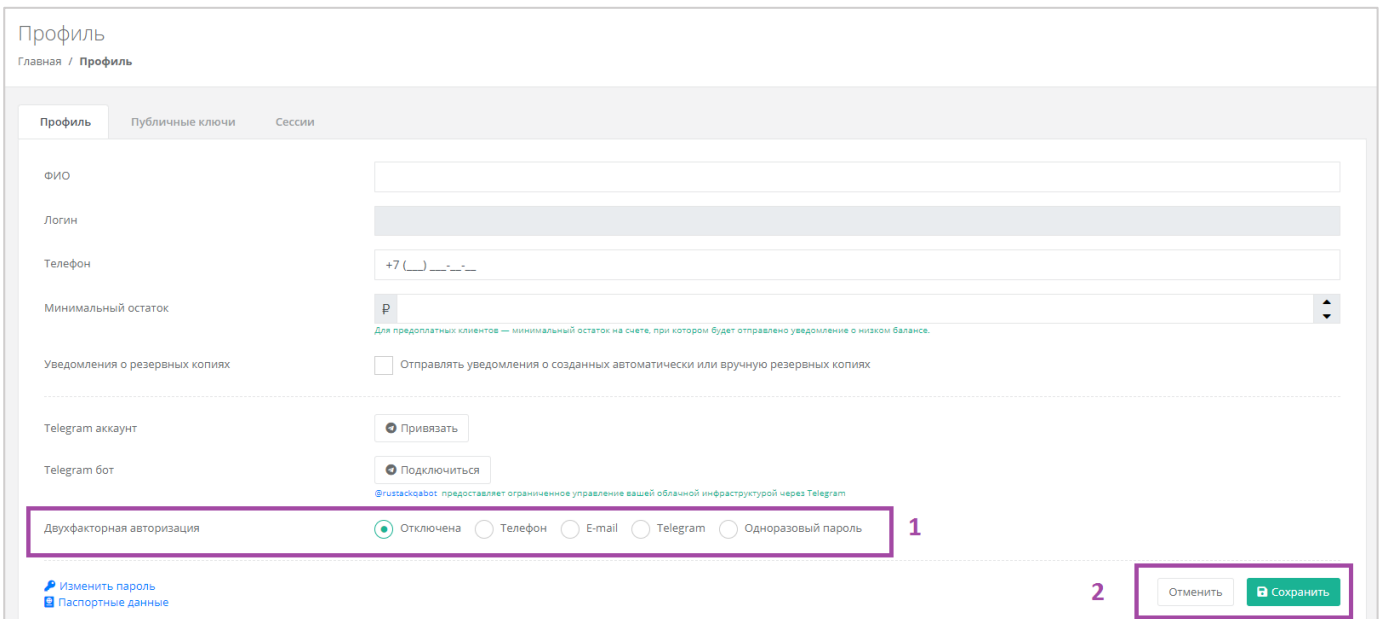 Профиль
Главная / Профиль
Профиль Публичные ключи Сессии
ФИО
Логин
Телефон +7 (___) ___-__-__
Минимальный остаток ₽
Для предоплатных клиентов — минимальный остаток на счете, при котором будет отправлено уведомление о низком балансе.
Уведомления о резервных копиях Отправлять уведомления о созданных автоматически или вручную резервных копиях
Telegram аккаунт Привязать
Telegram бот Подключиться
@rustackqabot предоставляет ограниченное управление вашей облачной инфраструктурой через Telegram
Двухфакторная авторизация Отключена Телефон E-mail Telegram Одноразовый пароль 1
Изменить пароль
Паспортные данные
2 Отменить Сохранить